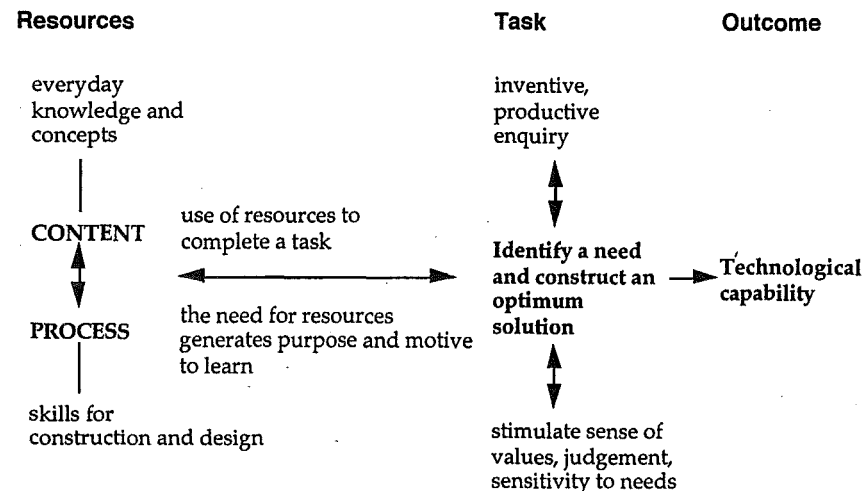 Resources
Task
Outcome
everyday
knowledge and
concepts
CONTENT
PROCESS
skills for
construction and design
use of resources to
complete a task
the need for resources
generates purpose and motive
to learn
inventive,
productive
enquiry
Identify a need
and construct an
optimum
solution
stimulate sense of
values, judgement,
sensitivity to needs
Technological
capability